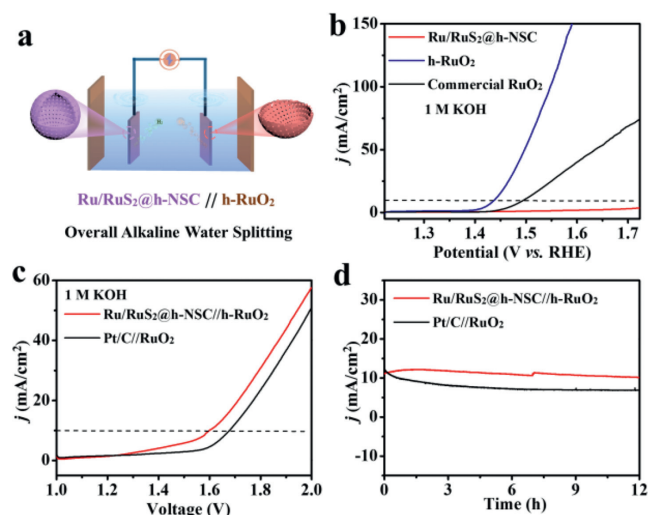 a
Ru/RuS₂@h-NSC // h-RuO₂
Overall Alkaline Water Splitting
b
150
100
50
0
j (mA/cm²)
Ru/RuS₂@h-NSC
h-RuO₂
Commercial RuO₂
1 M KOH
1.3 1.4 1.5 1.6 1.7
Potential (V vs. RHE)
c
60
40
20
0
j (mA/cm²)
1 M KOH
Ru/RuS₂@h-NSC//h-RuO₂
Pt/C//RuO₂
1.0 1.2 1.4 1.6 1.8 2.0
Voltage (V)
d
30
20
10
0
-10
j (mA/cm²)
Ru/RuS₂@h-NSC//h-RuO₂
Pt/C//RuO₂
0 3 6 9 12
Time (h)